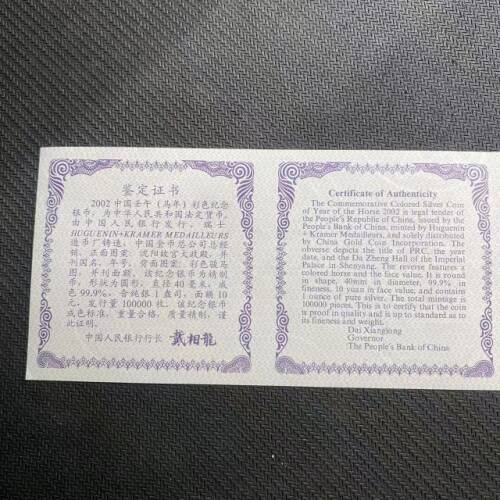 鉴定证书
2002中国壬午(马年)彩色纪念
银币,为中华人民共和国法定货币,
由中国人民银行发行,瑞士
HUGUENIN+KRAMER MEDAILLEURS
造币厂铸造,中国金币总公司总经
销。正面图案:沈阳故宫大政殿,并
刊国名、年号。背面图案:彩色骏马
图,并刊面额。该纪念银币为精制
币,形状为圆形,直径40毫米,成
色99.9%,含纯银1盎司,面额10
元,发行量100000枚。该纪念银币
成色标准,重量合格,质量精制,谨
此证明。
中国人民银行行长 戴相龍
Certificate of Authenticity
The Commemorative Colored Silver Coin
of Year of the Horse 2002 is legal tender of
the People's Republic of China, issued by the
People's Bank of China, minted by Huguenin
+ Kramer Medailleurs, and solely distributed
by China Gold Coin Incorporation. The
obverse depicts the title of PRC, the year
date, and the Da Zheng Hall of the Imperial
Palace in Shenyang. The reverse features a
colored horse and the face value. It is round
in shape, 40mm in diameter, 99.9% in
fineness, 10 yuan in face value, and contains
1 ounce of pure silver. The total mintage is
100000 pieces. This is to certify that the coin
is proof in quality and is up to standard as to
its fineness and weight.
Dai Xianglong
Governor
The People's Bank of China